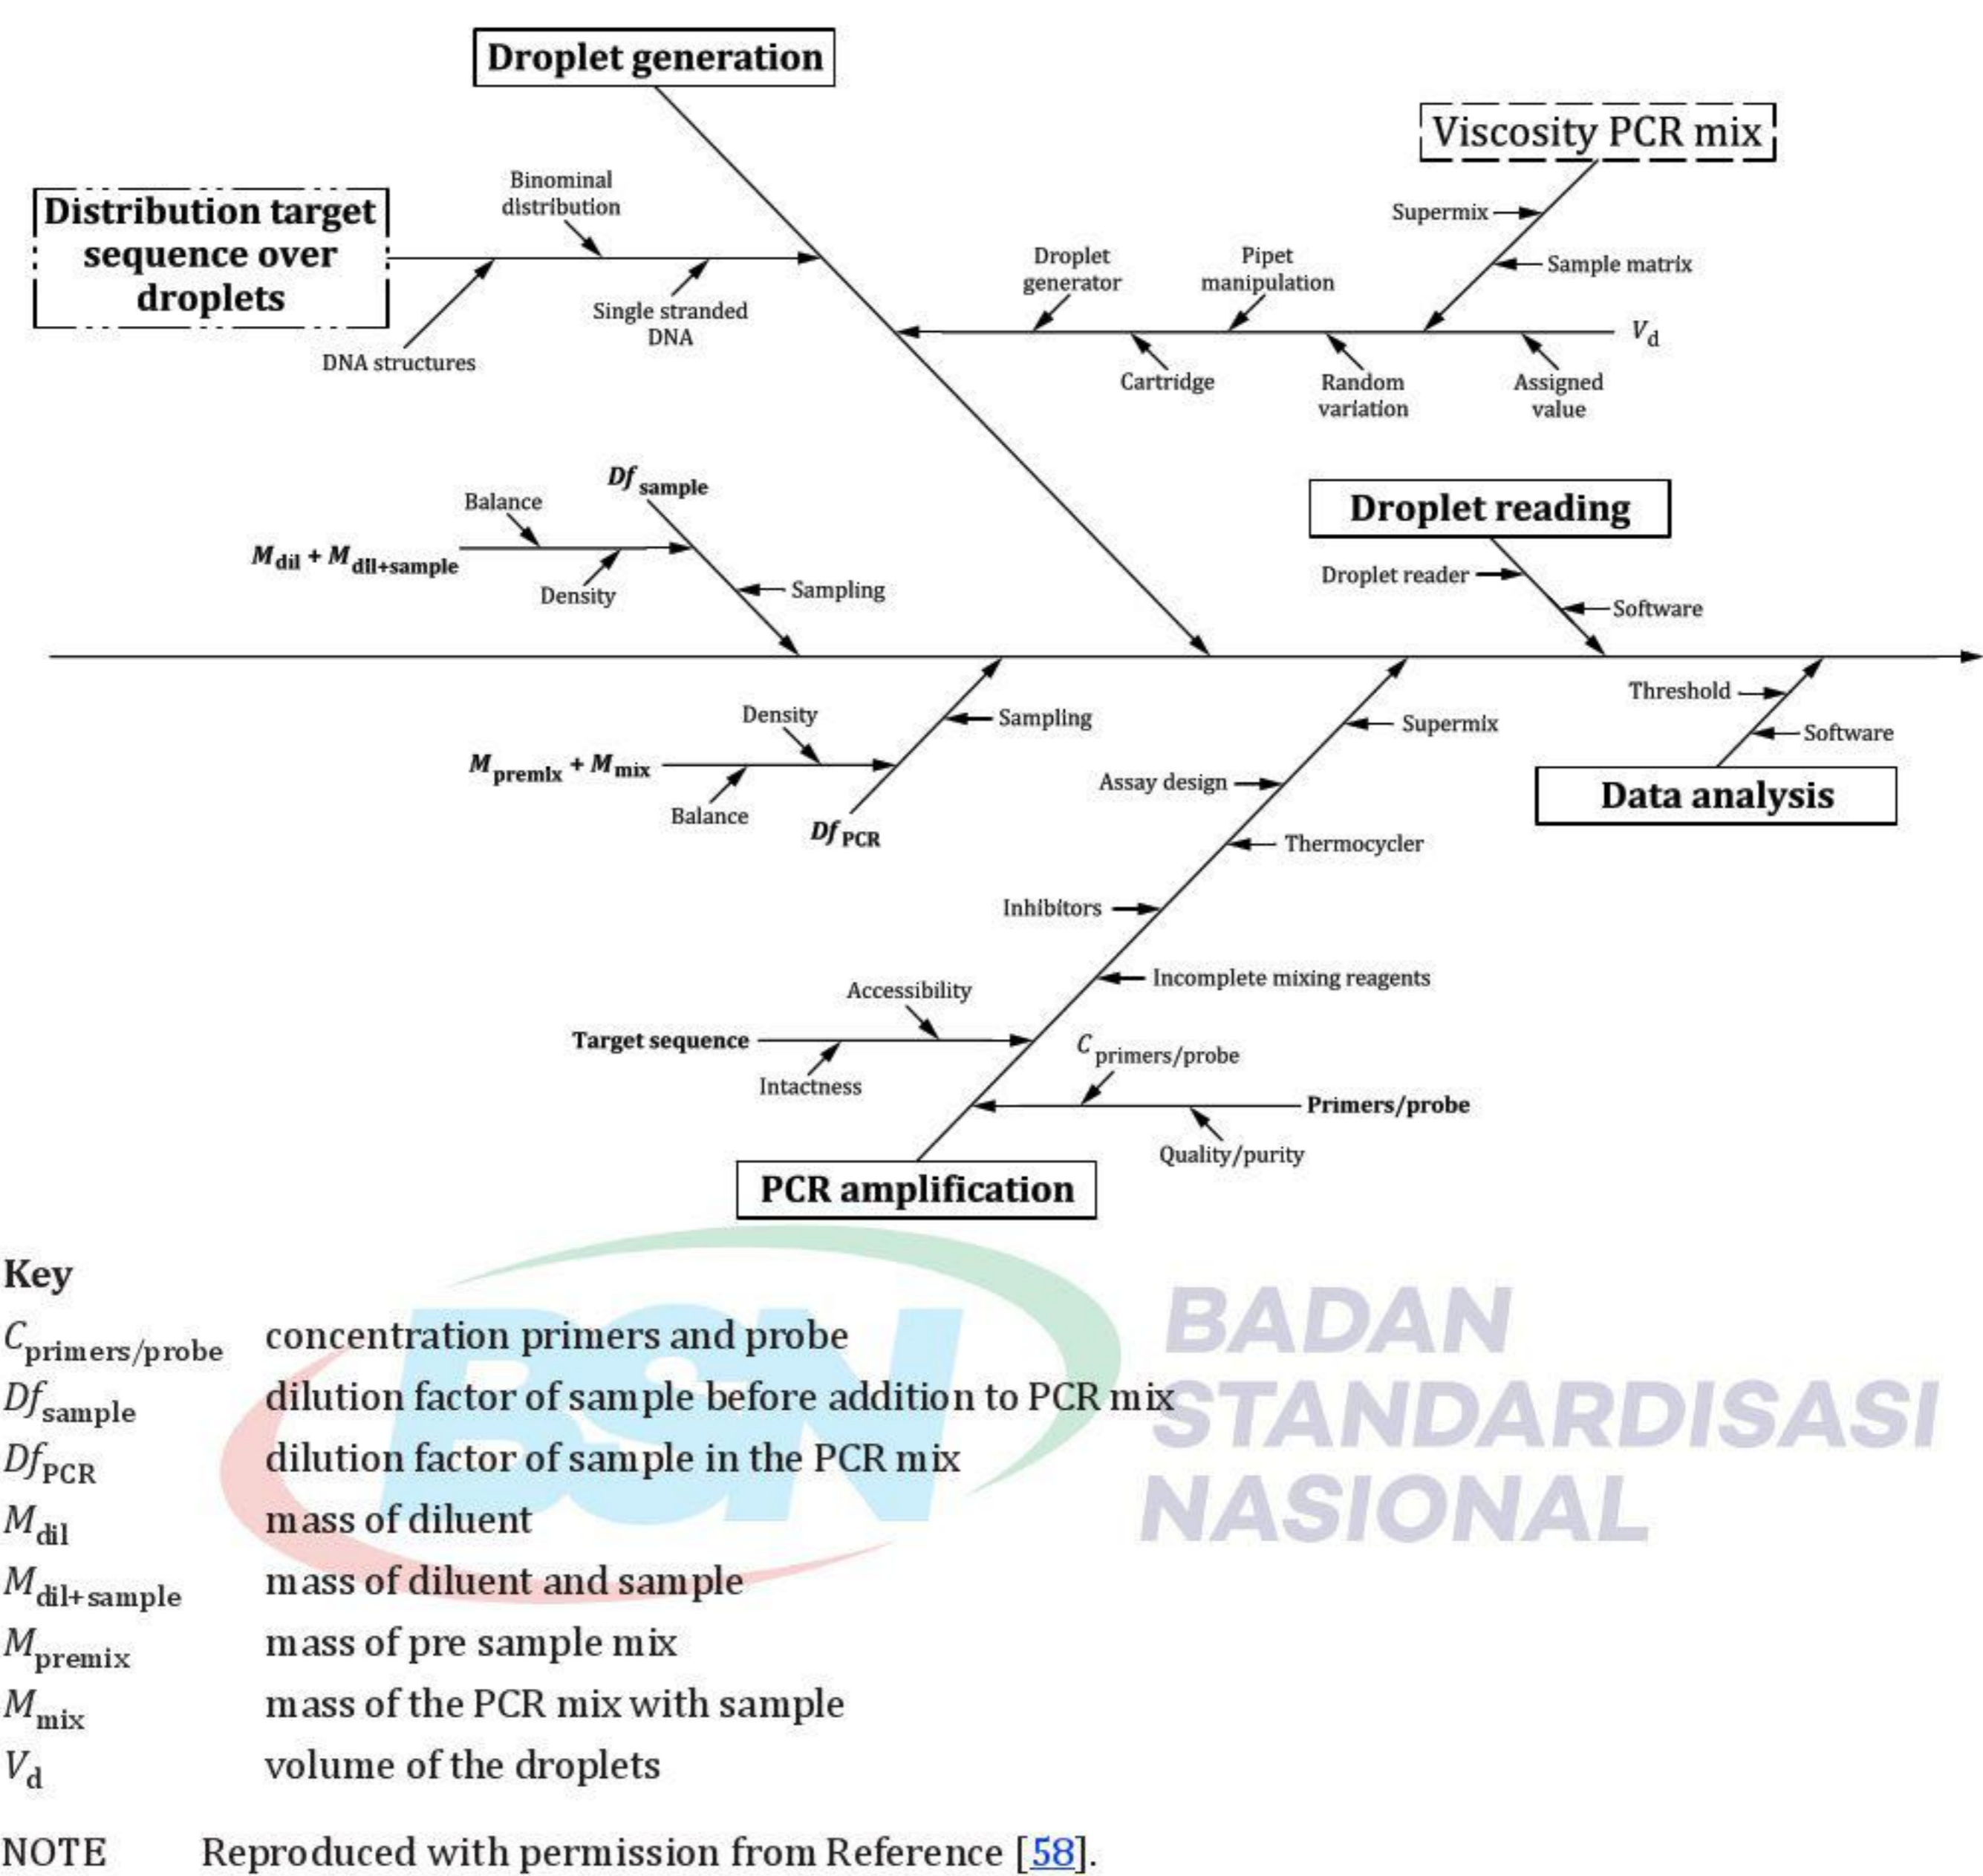 Droplet generation
Viscosity PCR mix
Distribution target
sequence over
droplets
Binominal
distribution
Single stranded
DNA
DNA structures
Supermix
Sample matrix
Droplet
generator
Pipet
manipulation
Vd
Cartridge
Random
variation
Assigned
value
Df sample
Balance
Mdil + Mdil+sample
Density
Sampling
Droplet reading
Droplet reader
Software
Threshold
Software
Data analysis
Density
Sampling
Mpremix + Mmix
Balance
Df PCR
Supermix
Assay design
Thermocycler
Inhibitors
Incomplete mixing reagents
Accessibility
Target sequence
Intactness
C primers/probe
Primers/probe
Quality/purity
PCR amplification
Key
Cprimers/probe concentration primers and probe
Dfsample dilution factor of sample before addition to PCR mix
DfPCR dilution factor of sample in the PCR mix
Mdil mass of diluent
Mdil+sample mass of diluent and sample
Mpremix mass of pre sample mix
Mmix mass of the PCR mix with sample
Vd volume of the droplets
NOTE Reproduced with permission from Reference [58].
BSN
BADAN
STANDARDISASI
NASIONAL